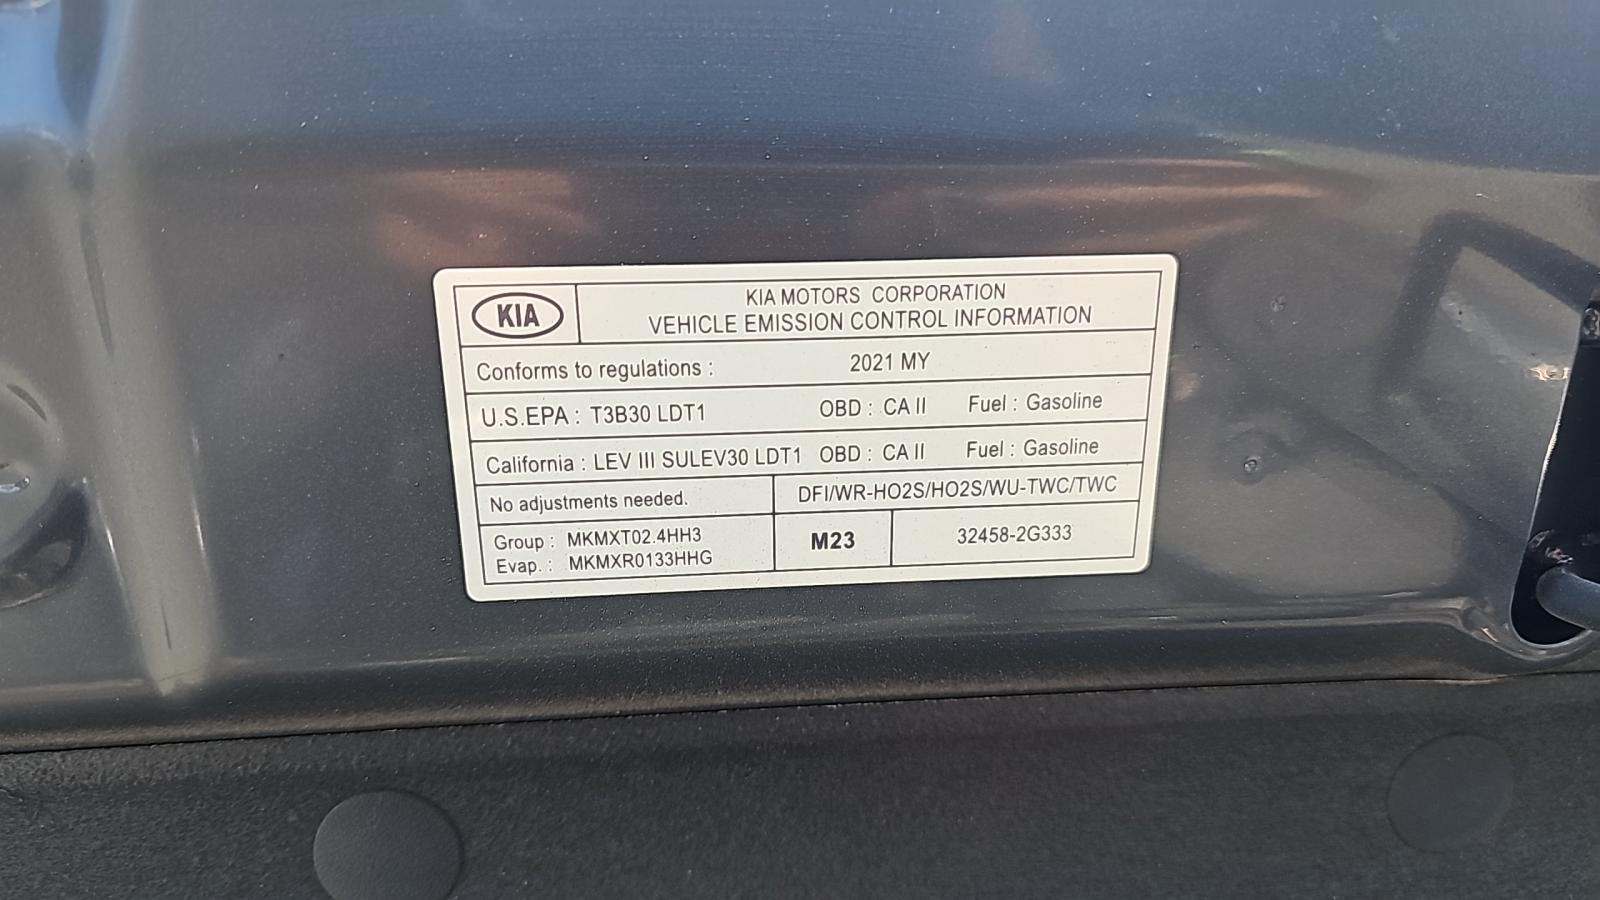 KIA
KIA MOTORS CORPORATION
VEHICLE EMISSION CONTROL INFORMATION
Conforms to regulations : 2021 MY
U.S.EPA : T3B30 LDT1 OBD : CA II Fuel : Gasoline
California : LEV III SULEV30 LDT1 OBD : CA II Fuel : Gasoline
No adjustments needed. DFI/WR-HO2S/HO2S/WU-TWC/TWC
Group : MKMXT02.4HH3
Evap. : MKMXR0133HHG
M23
32458-2G333